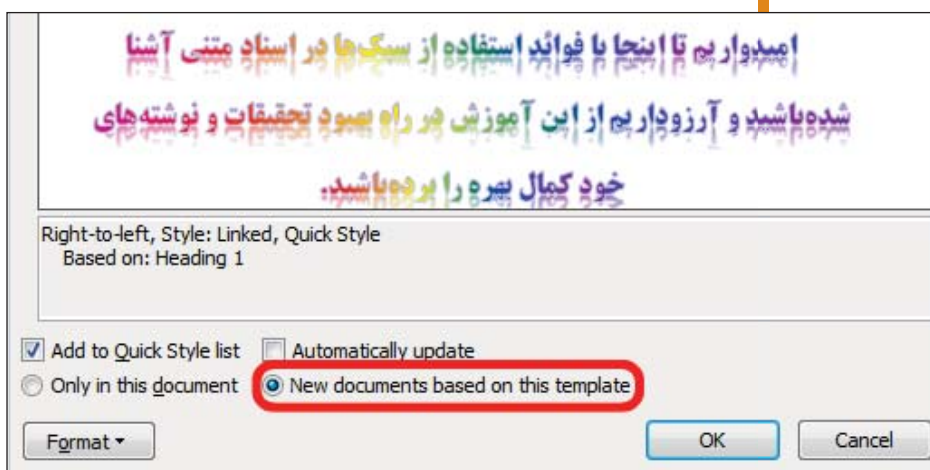 امیدواریم تا اینجا با فوائد استفاده از سبک‌ها در اسناد متنی آشنا
شده‌باشید و آرزوداریم از این آموزش در راه بهبود تحقیقات و نوشته‌های
خود کمال بهره را برده‌باشید.
Right-to-left, Style: Linked, Quick Style
Based on: Heading 1
Add to Quick Style list Automatically update
Only in this document New documents based on this template
Format OK Cancel